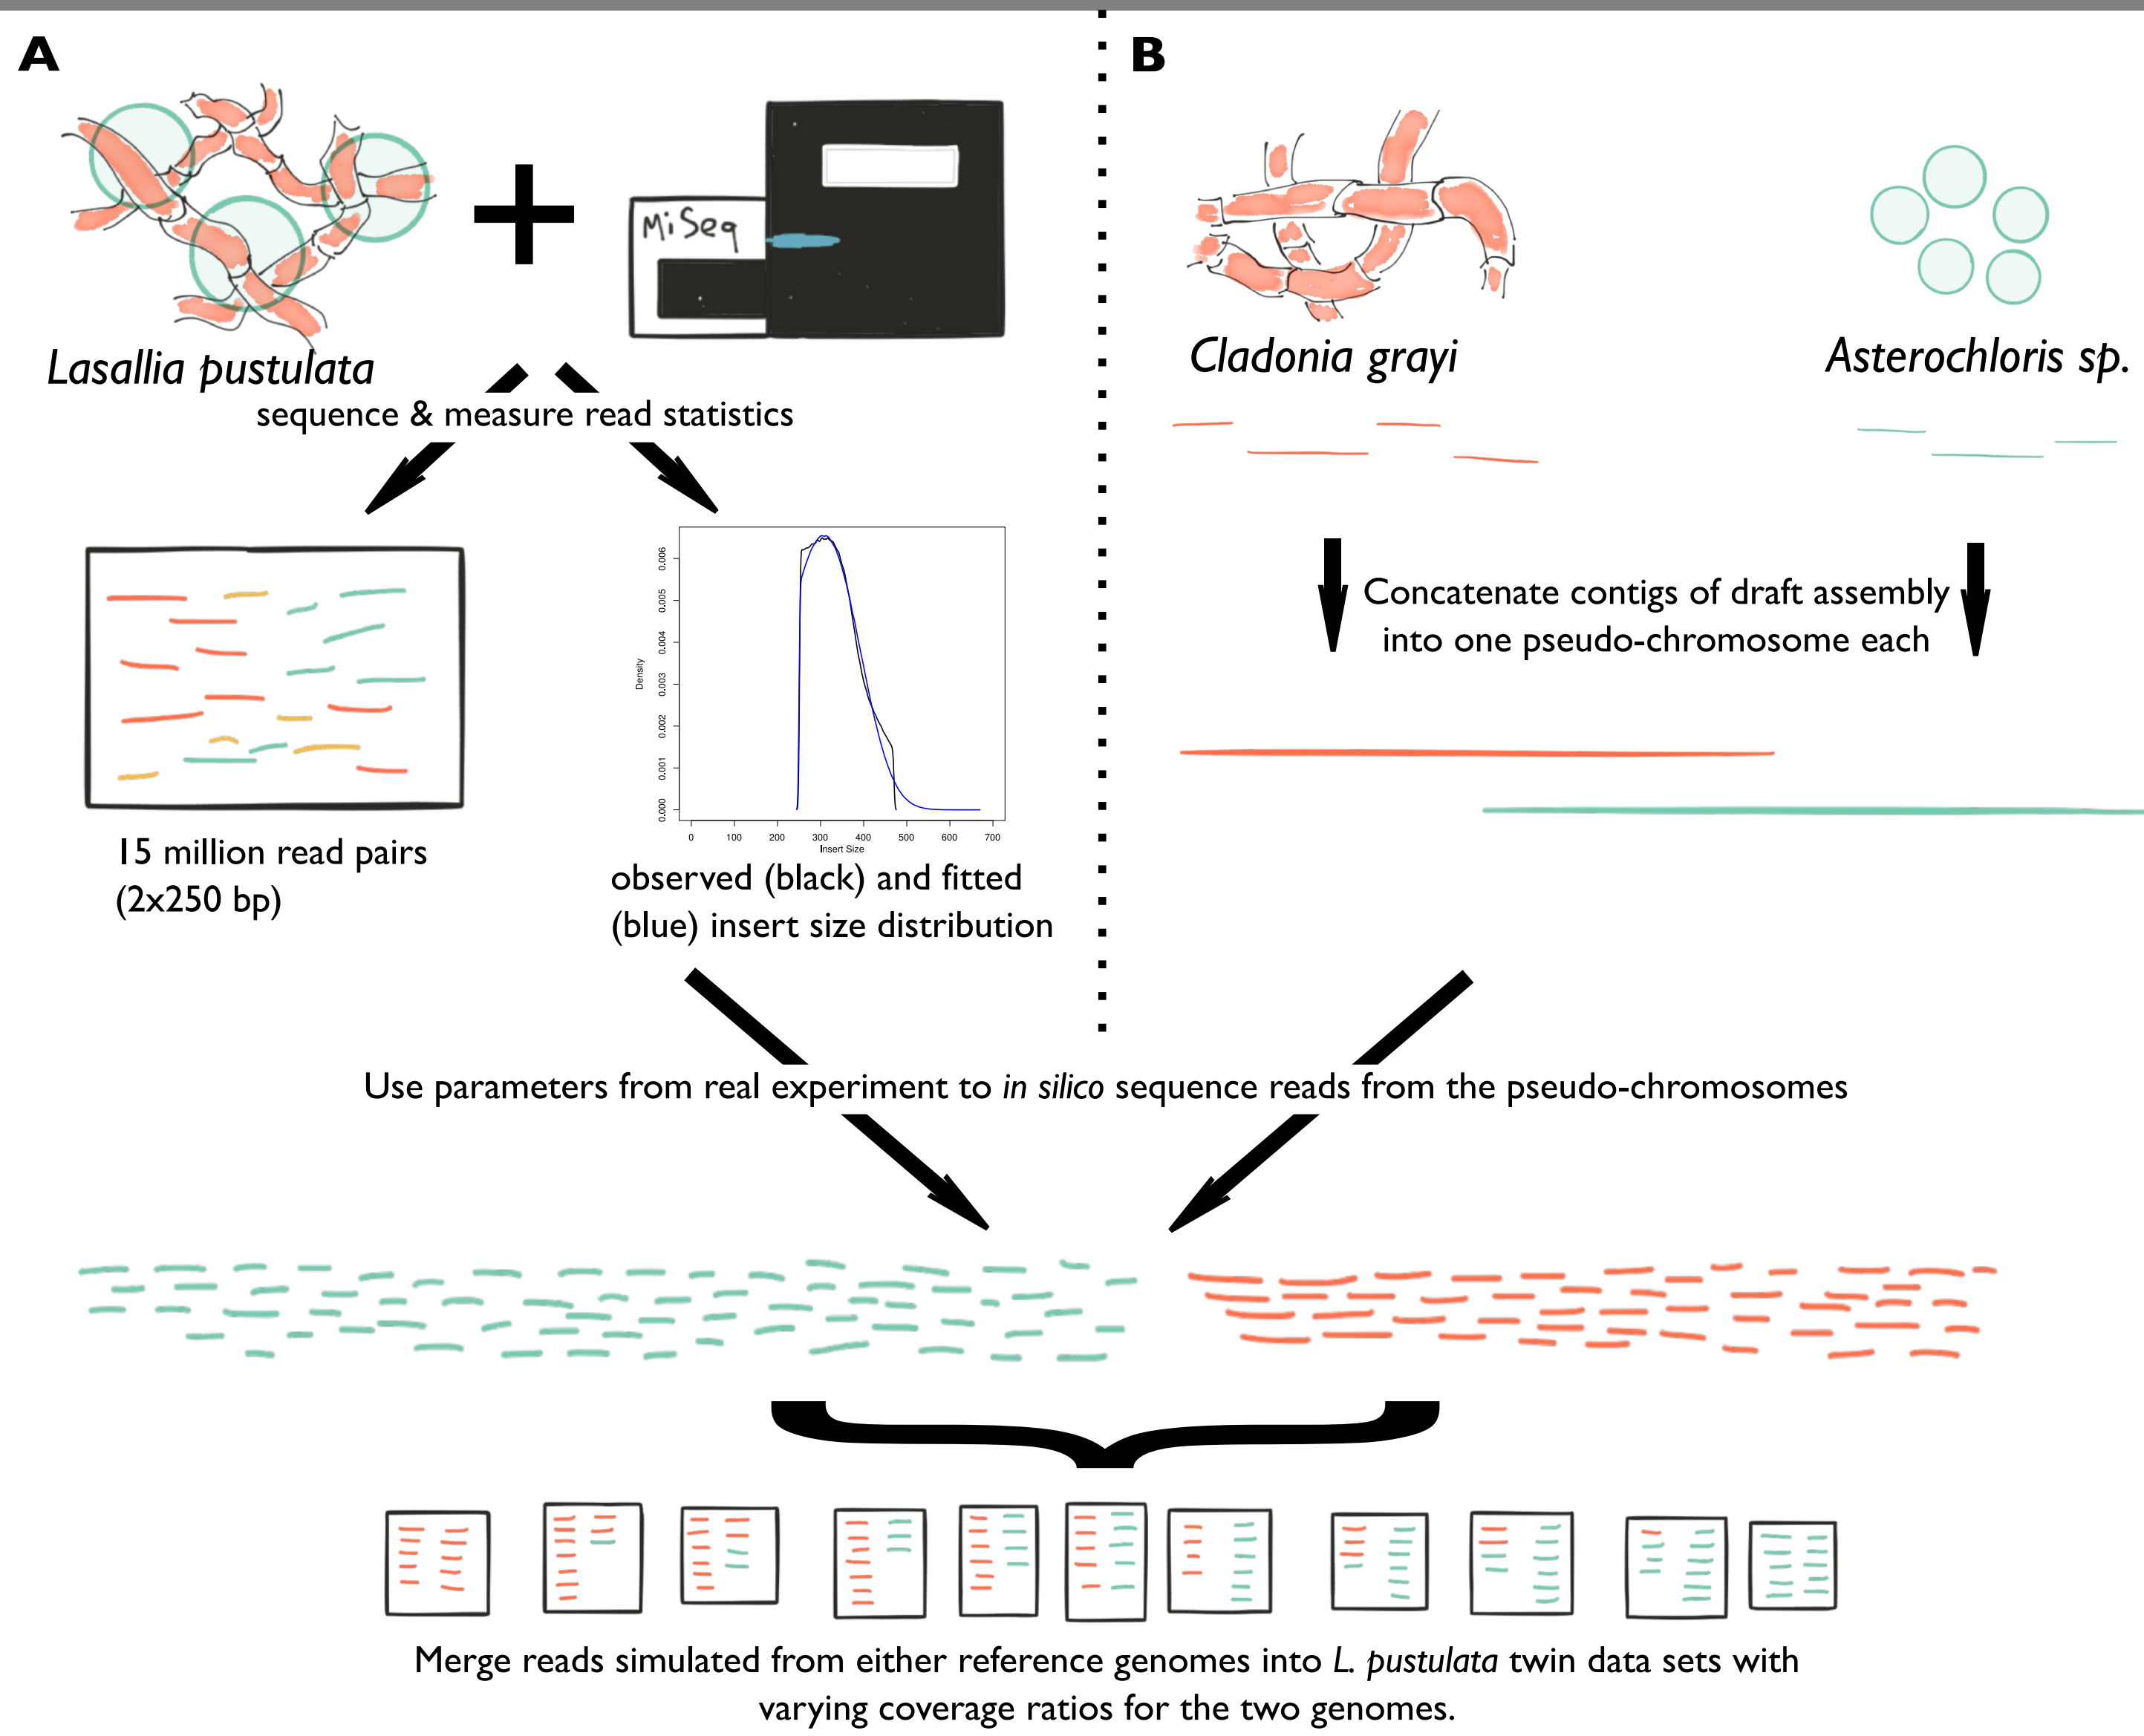 A
MiSeq
Lasallia pustulata
sequence & measure read statistics
Density
0.000
0.001
0.002
0.003
0.004
0.005
0.006
0
100
200
300
400
500
600
700
Insert Size
15 million read pairs
(2x250 bp)
observed (black) and fitted
(blue) insert size distribution
B
Cladonia grayi
Asterochloris sp.
Concatenate contigs of draft assembly
into one pseudo-chromosome each
Use parameters from real experiment to in silico sequence reads from the pseudo-chromosomes
Merge reads simulated from either reference genomes into L. pustulata twin data sets with
varying coverage ratios for the two genomes.